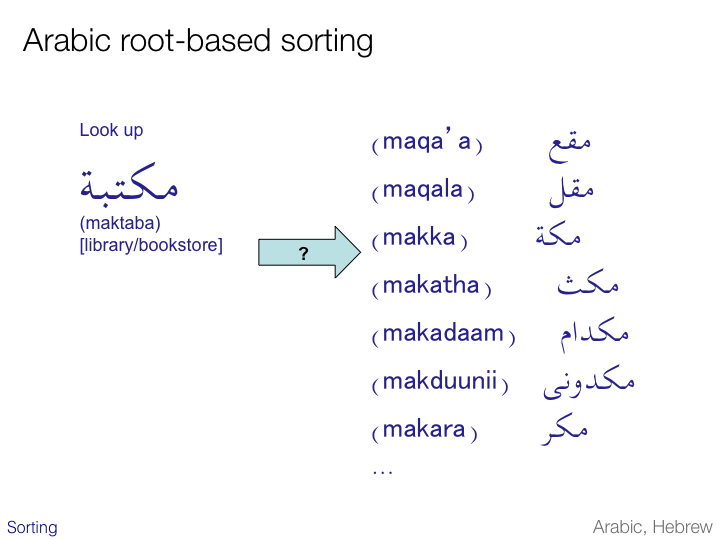 Arabic root-based sorting
Look up
مكتبة
(maktaba)
[library/bookstore]
?
(maqa’a) مقع
(maqala) مقل
(makka) مكة
(makatha) مكث
(makadaam) مكدام
(makduunii) مكدونى
(makara) مكر
...
Sorting
Arabic, Hebrew